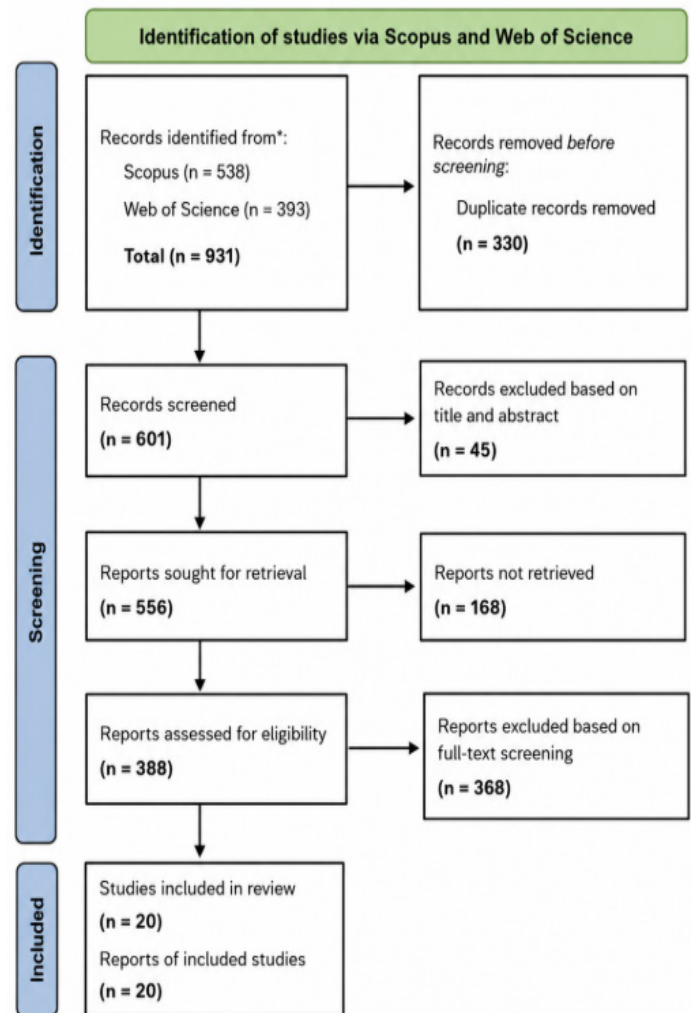 Identification of studies via Scopus and Web of Science
Identification
Records identified from*:
Scopus (n = 538)
Web of Science (n = 393)
Total (n = 931)
Records removed before
screening:
Duplicate records removed
(n = 330)
Screening
Records screened
(n = 601)
Records excluded based on
title and abstract
(n = 45)
Reports sought for retrieval
(n = 556)
Reports not retrieved
(n = 168)
Reports assessed for eligibility
(n = 388)
Reports excluded based on
full-text screening
(n = 368)
Included
Studies included in review
(n = 20)
Reports of included studies
(n = 20)